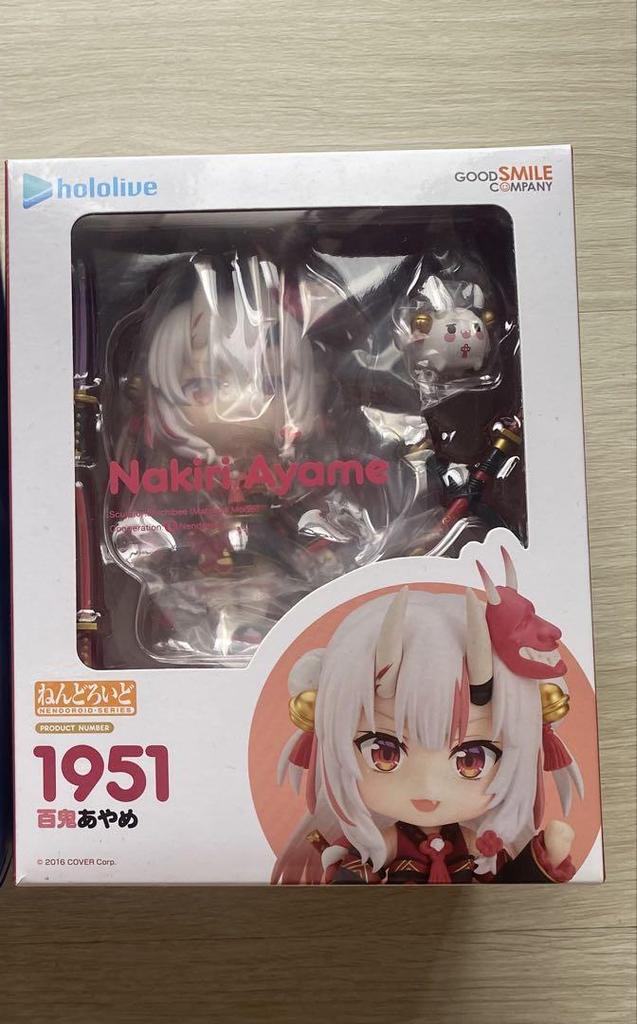 hololive
GOOD SMILE
COMPANY
Nakiri Ayame
ねんどろいど
NENDOROID・SERIES
PRODUCT NUMBER
1951
百鬼あやめ
© 2016 COVER Corp.